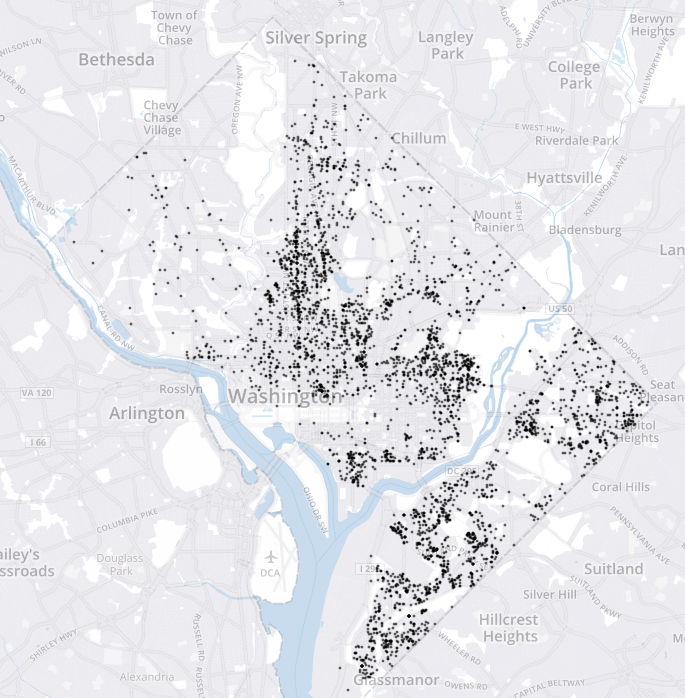 Town of
Chevy
Chase
Silver Spring
Langley
Park
UNIVERSITY BLV
Berwyn
Heights
WILSON LN
Bethesda
Takoma
Park
College
Park
KENILWORTH AVE
OREGON AVE NW
Chevy
Chase
Village
Chillum
E WEST HWY
Riverdale Park
MACARTHUR BLVD
Hyattsville
KENILWORTH AVE
Mount
Rainier
Bladensburg
Lan
CANAL RD NW
US 50
ADDISON RD
VA 120
Rosslyn
Washington
Seat
Pleasan
Arlington
Capitol
Heights
I 66
DC 295
Coral Hills
OHIO DR SW
COLUMBIA PIKE
PENNSYLVANIA AVE
ailey's
ssroads
Douglass
Park
DCA
I 295
Suitland
SUITLAND PKWY
Silver Hill
RUSSELL RD
Hillcrest
Heights
SHIRLEY HWY
WHEELER RD
Alexandria
Glassmanor
OWENS RD
CAPITAL BELTWAY